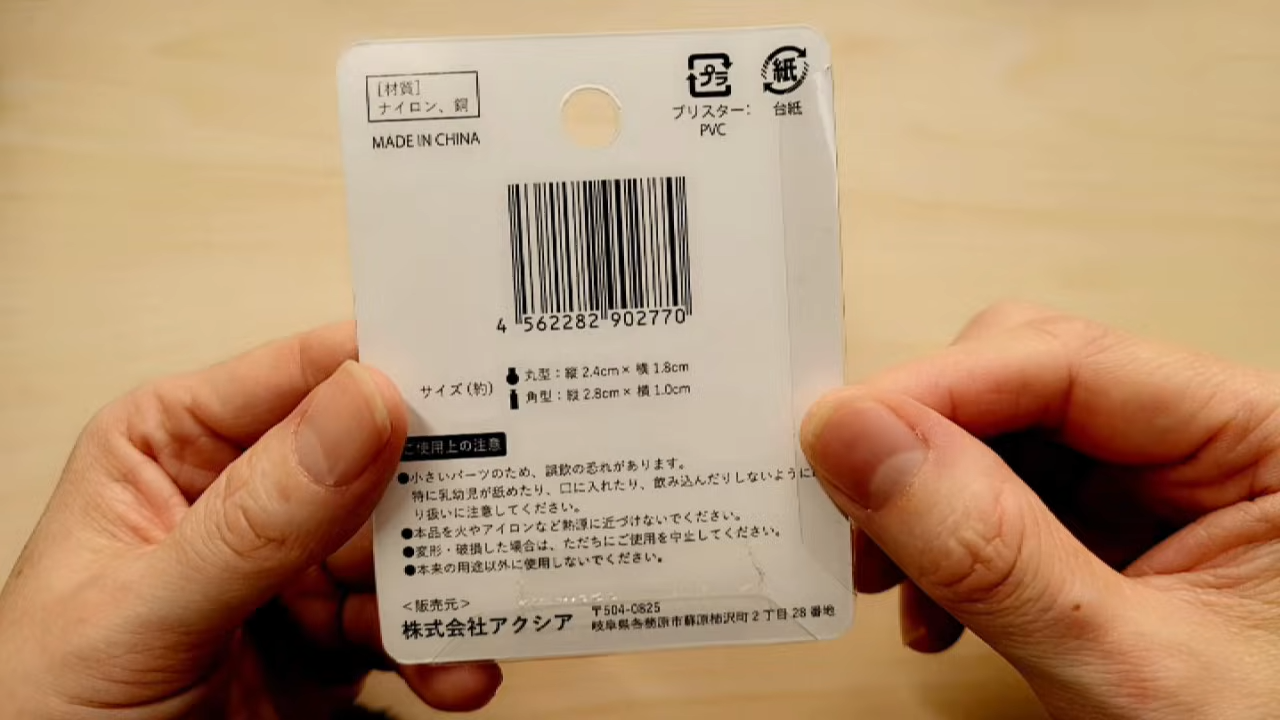 [材質]
ナイロン、銅
MADE IN CHINA
プラ
紙
ブリスター：
PVC
台紙
4 562282 902770
サイズ(約)
丸型：縦 2.4cm × 横 1.8cm
角型：縦 2.8cm × 横 1.0cm
ご使用上の注意
●小さいパーツのため、誤飲の恐れがあります。
特に乳幼児が舐めたり、口に入れたり、飲み込んだりしないように
り扱いに注意してください。
●本品を火やアイロンなど熱源に近づけないでください。
●変形・破損した場合は、ただちにご使用を中止してください。
●本来の用途以外に使用しないでください。
<販売元>
株式会社アクシア
〒504-0825
岐阜県各務原市蘇原柿沢町 2 丁目 28 番地